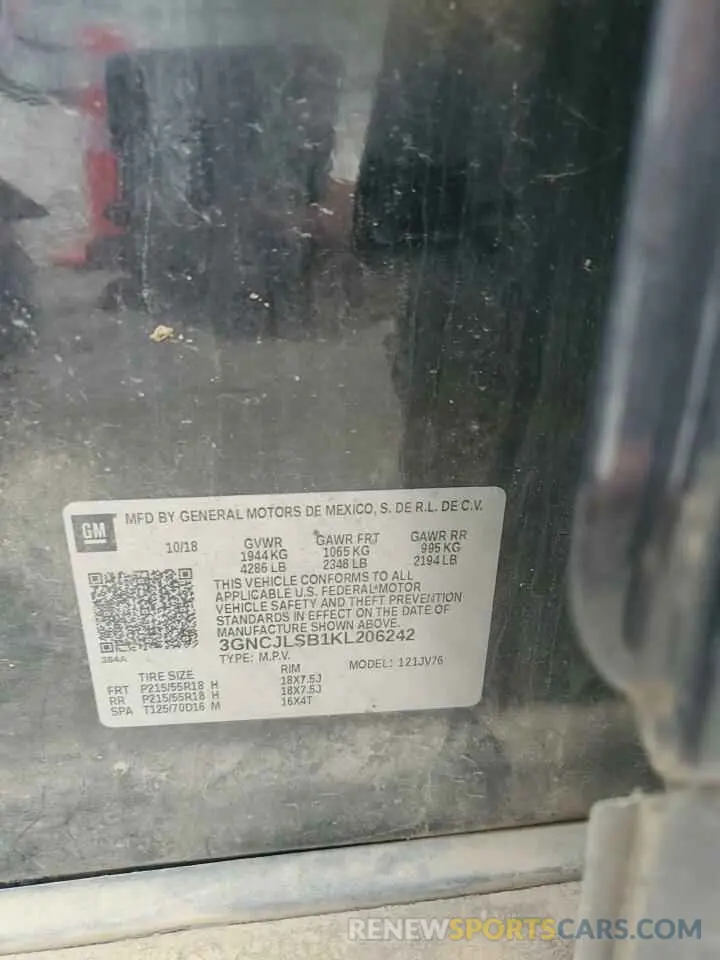 GM
MFD BY GENERAL MOTORS DE MEXICO, S. DE R.L. DE C.V.
10/18 GVWR GAWR FRT GAWR RR
1944 KG 1065 KG 995 KG
4286 LB 2348 LB 2194 LB
THIS VEHICLE CONFORMS TO ALL
APPLICABLE U.S. FEDERAL MOTOR
VEHICLE SAFETY AND THEFT PREVENTION
STANDARDS IN EFFECT ON THE DATE OF
MANUFACTURE SHOWN ABOVE.
3GNCJLSB1KL206242
TYPE: M.P.V. MODEL: 121JV76
384A
TIRE SIZE RIM
FRT P215/55R18 H 18X7.5J
RR P215/55R18 H 18X7.5J
SPA T125/70D16 M 16X4T
RENEWSPORTSCARS.COM